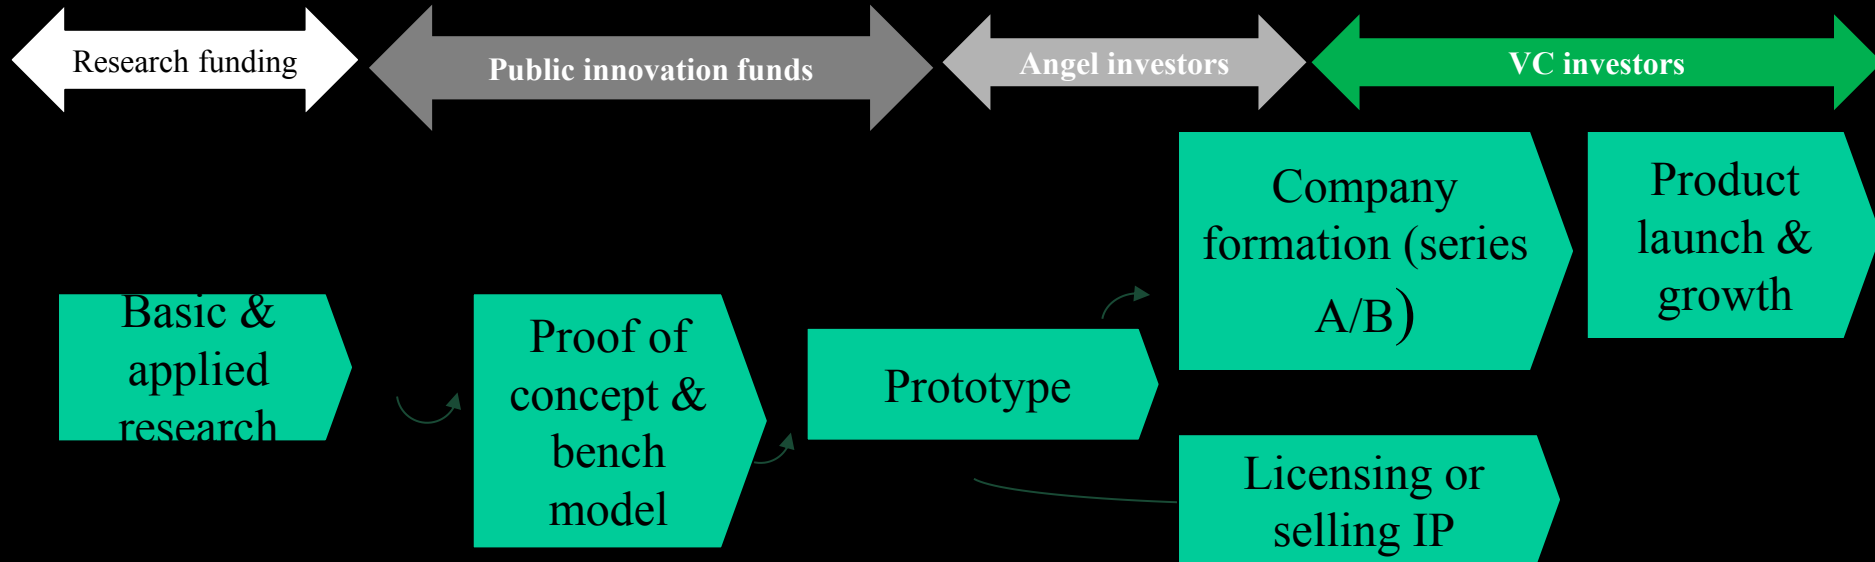 Research funding
Public innovation funds
Angel investors
VC investors
Basic &
applied
research
Proof of
concept &
bench
model
Prototype
Company
formation (series
A/B)
Product
launch &
growth
Licensing or
selling IP